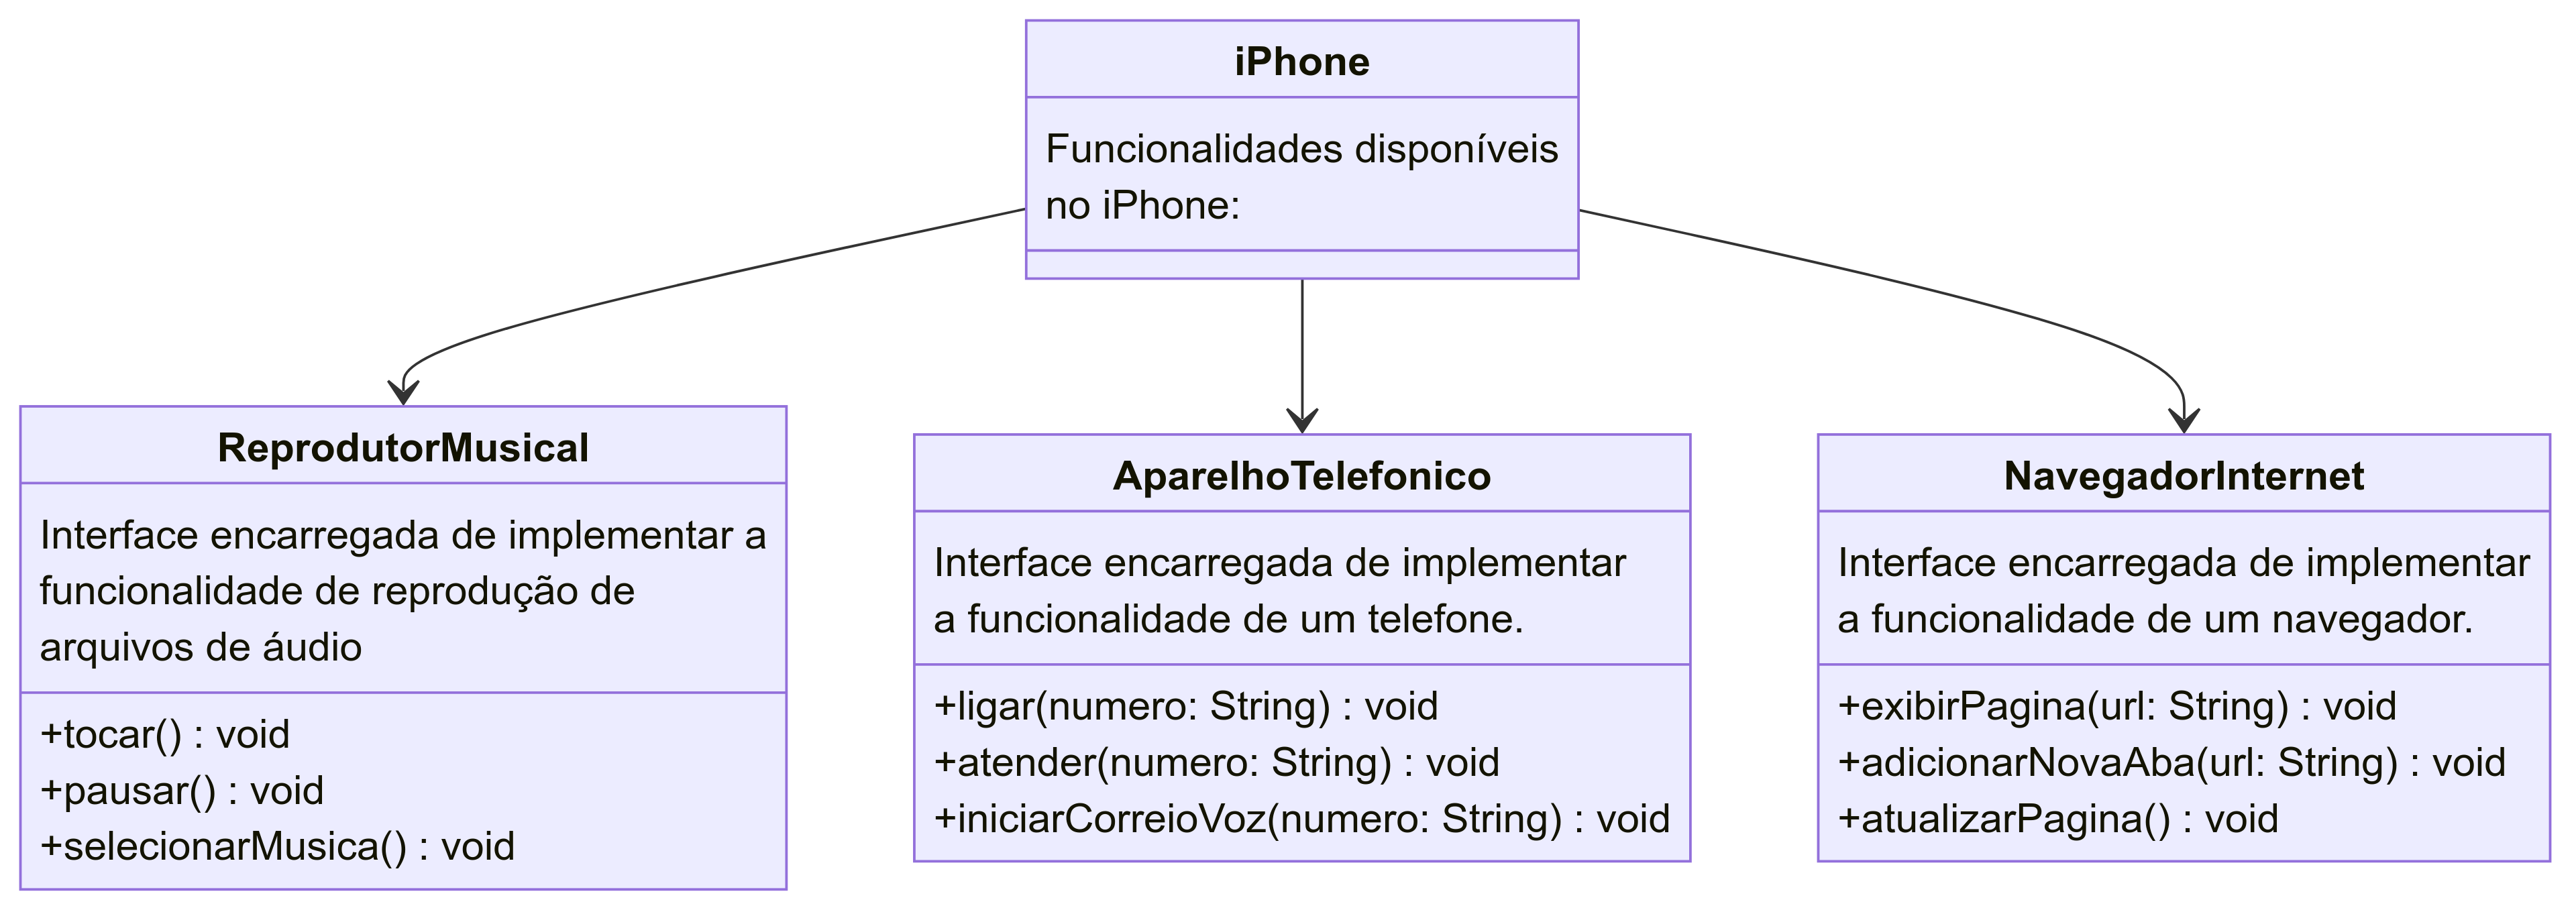 iPhone
Funcionalidades disponíveis
no iPhone:
ReprodutorMusical
Interface encarregada de implementar a
funcionalidade de reprodução de
arquivos de áudio
+tocar() : void
+pausar() : void
+selecionarMusica() : void
AparelhoTelefonico
Interface encarregada de implementar
a funcionalidade de um telefone.
+ligar(numero: String) : void
+atender(numero: String) : void
+iniciarCorreioVoz(numero: String) : void
NavegadorInternet
Interface encarregada de implementar
a funcionalidade de um navegador.
+exibirPagina(url: String) : void
+adicionarNovaAba(url: String) : void
+atualizarPagina() : void